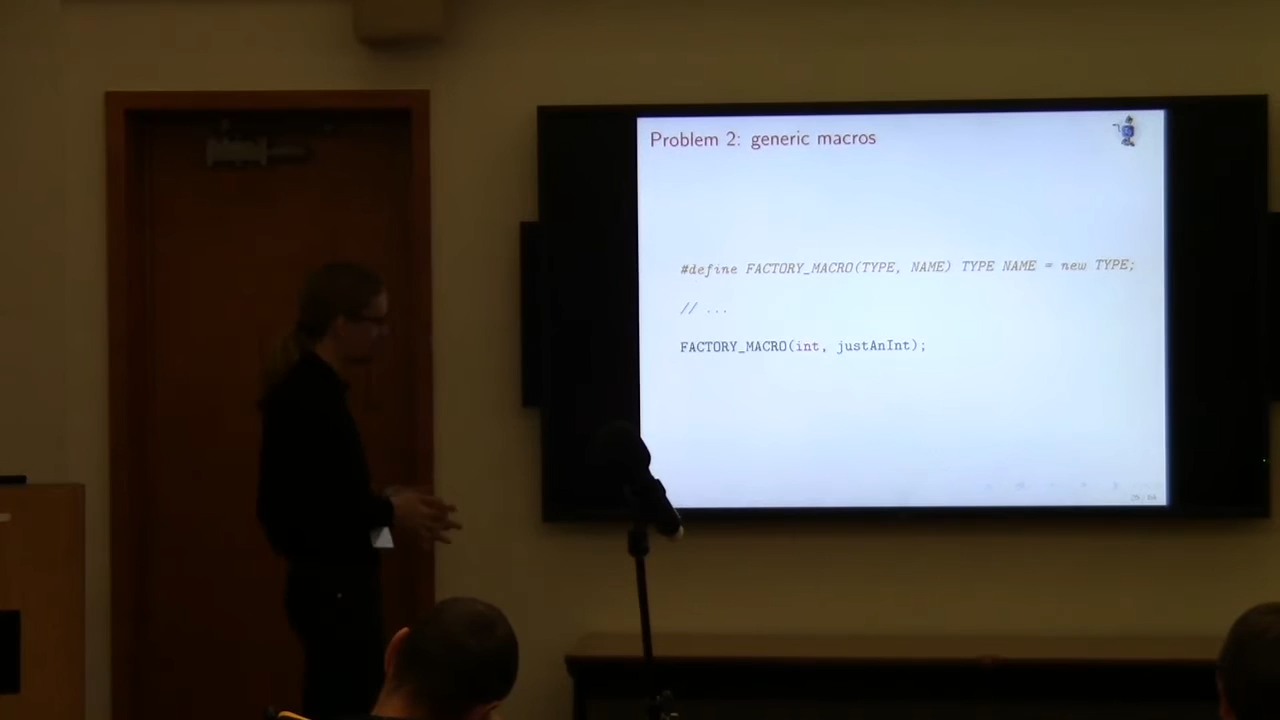 Problem 2: generic macros
#define FACTORY_MACRO(TYPE, NAME) TYPE NAME = new TYPE;
// ...
FACTORY_MACRO(int, justAnInt);